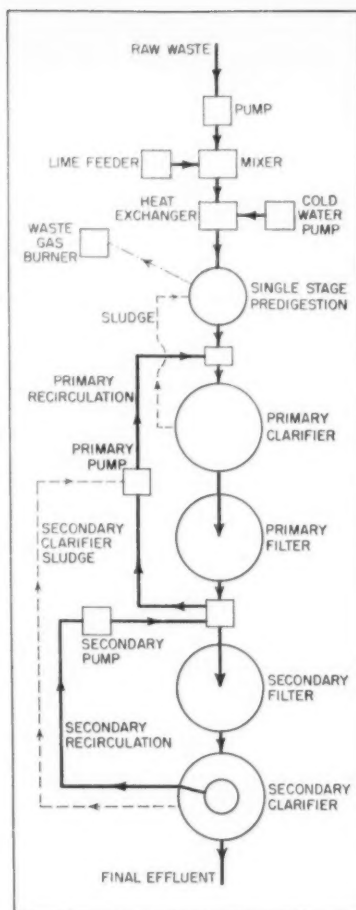 RAW WASTE
PUMP
LIME FEEDER
MIXER
HEAT
EXCHANGER
COLD
WATER
PUMP
WASTE
GAS
BURNER
SINGLE STAGE
PREDIGESTION
SLUDGE
PRIMARY
RECIRCULATION
PRIMARY
CLARIFIER
PRIMARY
PUMP
PRIMARY
FILTER
SECONDARY
CLARIFIER
SLUDGE
SECONDARY
PUMP
SECONDARY
FILTER
SECONDARY
RECIRCULATION
SECONDARY
CLARIFIER
FINAL EFFLUENT